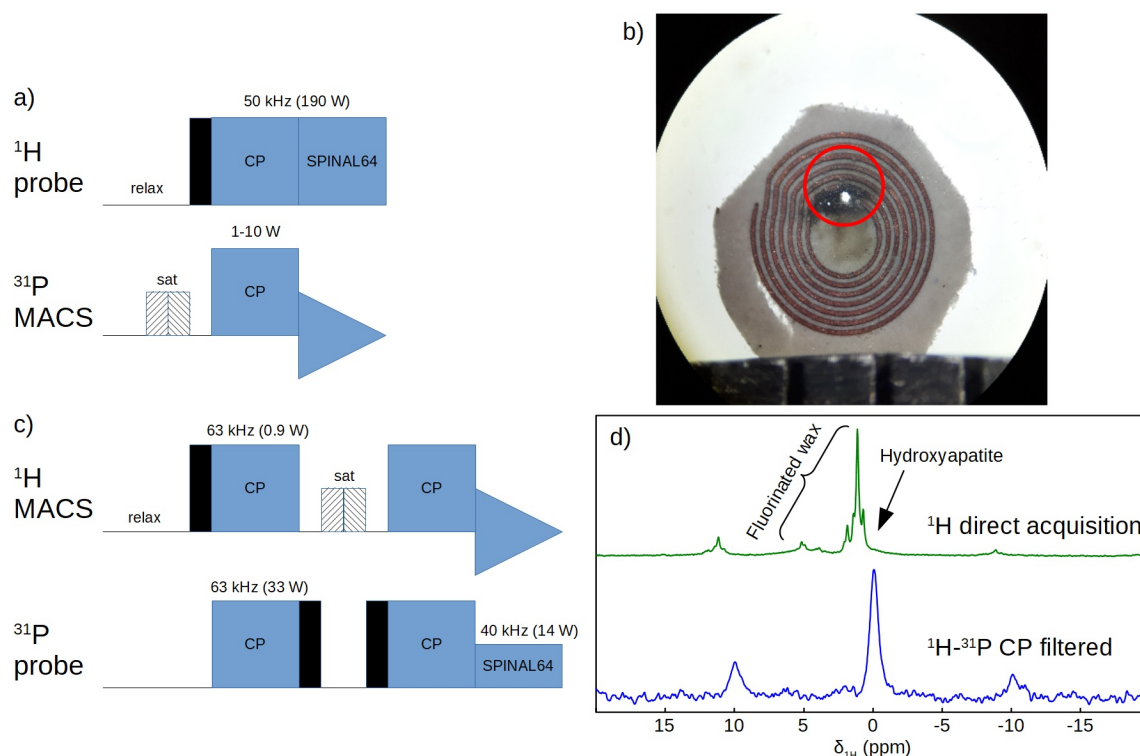 a)
50 kHz (190 W)
¹H
probe
relax
CP
SPINAL64
1-10 W
³¹P
MACS
sat
CP
b)
c)
63 kHz (0.9 W)
¹H
MACS
relax
CP
sat
CP
63 kHz (33 W)
³¹P
probe
CP
CP
40 kHz (14 W)
SPINAL64
d)
Fluorinated wax
Hydroxyapatite
¹H direct acquisition
¹H-³¹P CP filtered
15 10 5 0 -5 -10 -15
δ₁H (ppm)